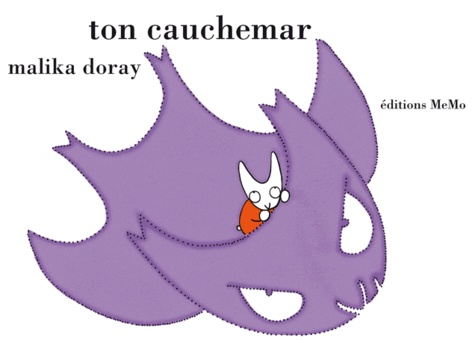 ton cauchemar
malika doray
éditions MeMo